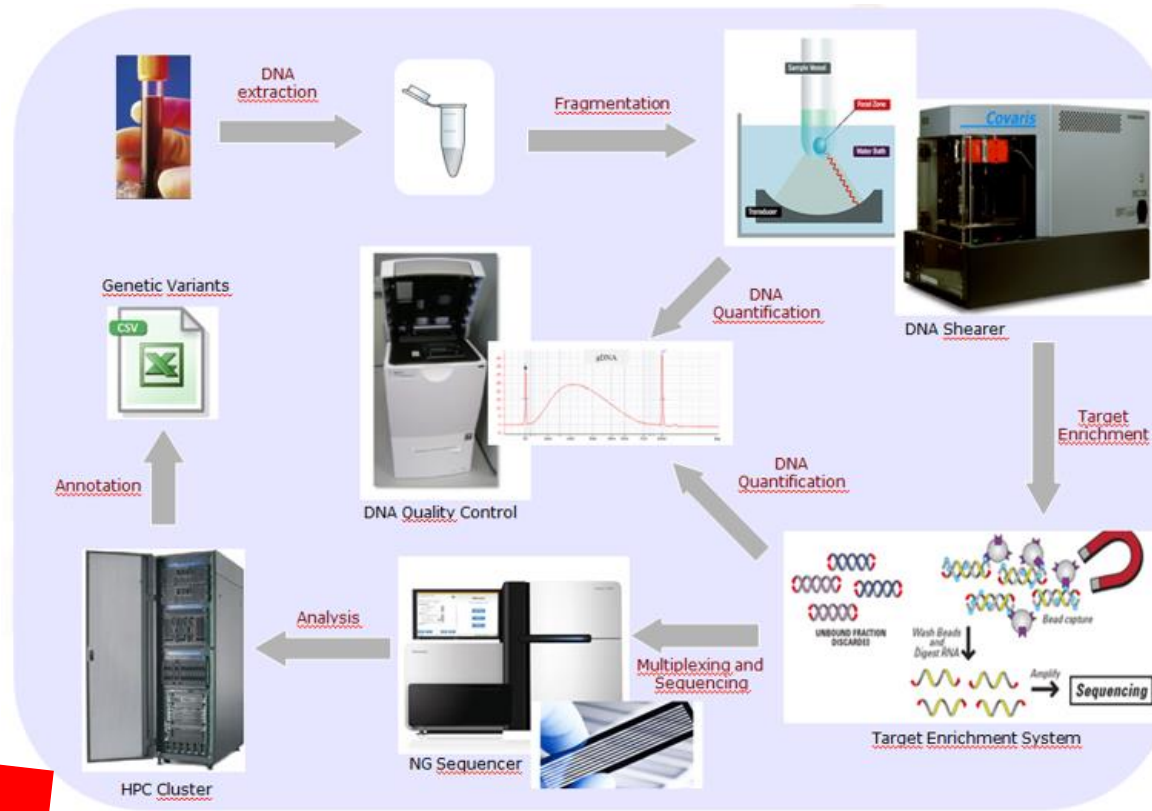 DNA
extraction
Fragmentation
Sample Vessel
Focal Zone
Water Bath
Transducer
Covaris
DNA Shearer
Genetic Variants
CSV
DNA
Quantification
gDNA
DNA Quality Control
Target
Enrichment
DNA
Quantification
Annotation
UNBOUND FRACTION
Bead capture
Wash Beads
and
Digest RNA
Amplify
Sequencing
Target Enrichment System
Multiplexing and
Sequencing
Analysis
NG Sequencer
HPC Cluster